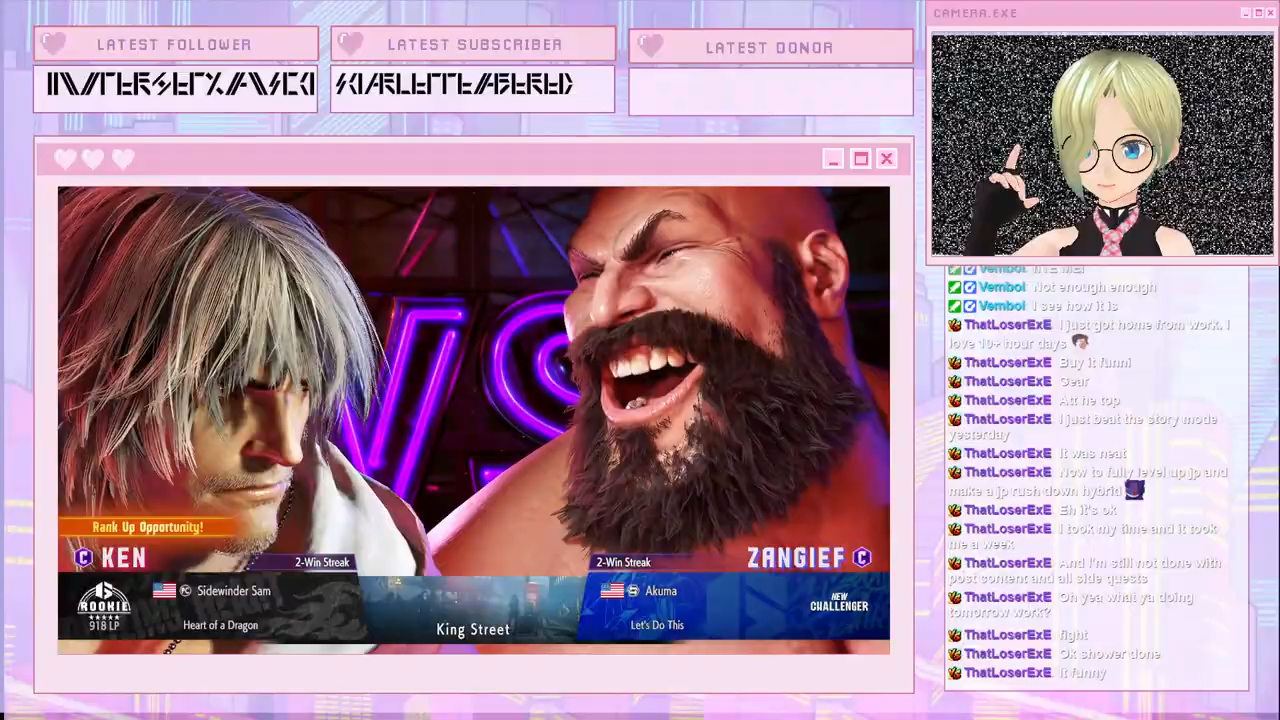 LATEST FOLLOWER
LATEST SUBSCRIBER
LATEST DONOR
CAMERA.EXE
VS
Rank Up Opportunity!
C KEN
2-Win Streak
2-Win Streak
ZANGIEF C
ROOKIE
918 LP
Sidewinder Sam
Heart of a Dragon
King Street
Akuma
Let's Do This
NEW
CHALLENGER
Vembol
Vembol Not enough enough
Vembol I see how it is
ThatLoserExE I just got home from work. I
love 10+ hour days
ThatLoserExE Buy it funni
ThatLoserExE Gear
ThatLoserExE Att he top
ThatLoserExE I just beat the story mode
yesterday
ThatLoserExE It was neat
ThatLoserExE Now to fully level up jp and
make a jp rush down hybrid
ThatLoserExE Eh it's ok
ThatLoserExE I took my time and it took
me a week
ThatLoserExE And I'm still not done with
post content and all side quests
ThatLoserExE Oh yea what ya doing
tomorrow work?
ThatLoserExE fight
ThatLoserExE Ok shower done
ThatLoserExE It funny